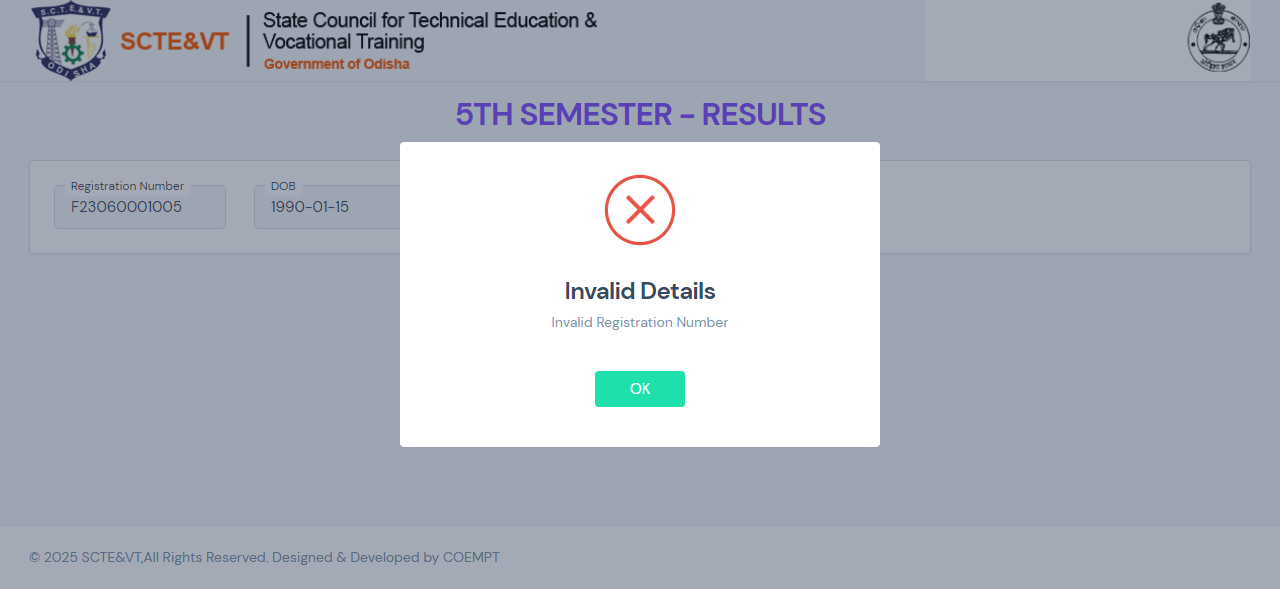 S.C.T.E.&V.T.
ODISHA
SCTE&VT
State Council for Technical Education &
Vocational Training
Government of Odisha
5TH SEMESTER - RESULTS
Registration Number
F23060001005
DOB
1990-01-15
Invalid Details
Invalid Registration Number
OK
© 2025 SCTE&VT,All Rights Reserved. Designed & Developed by COEMPT